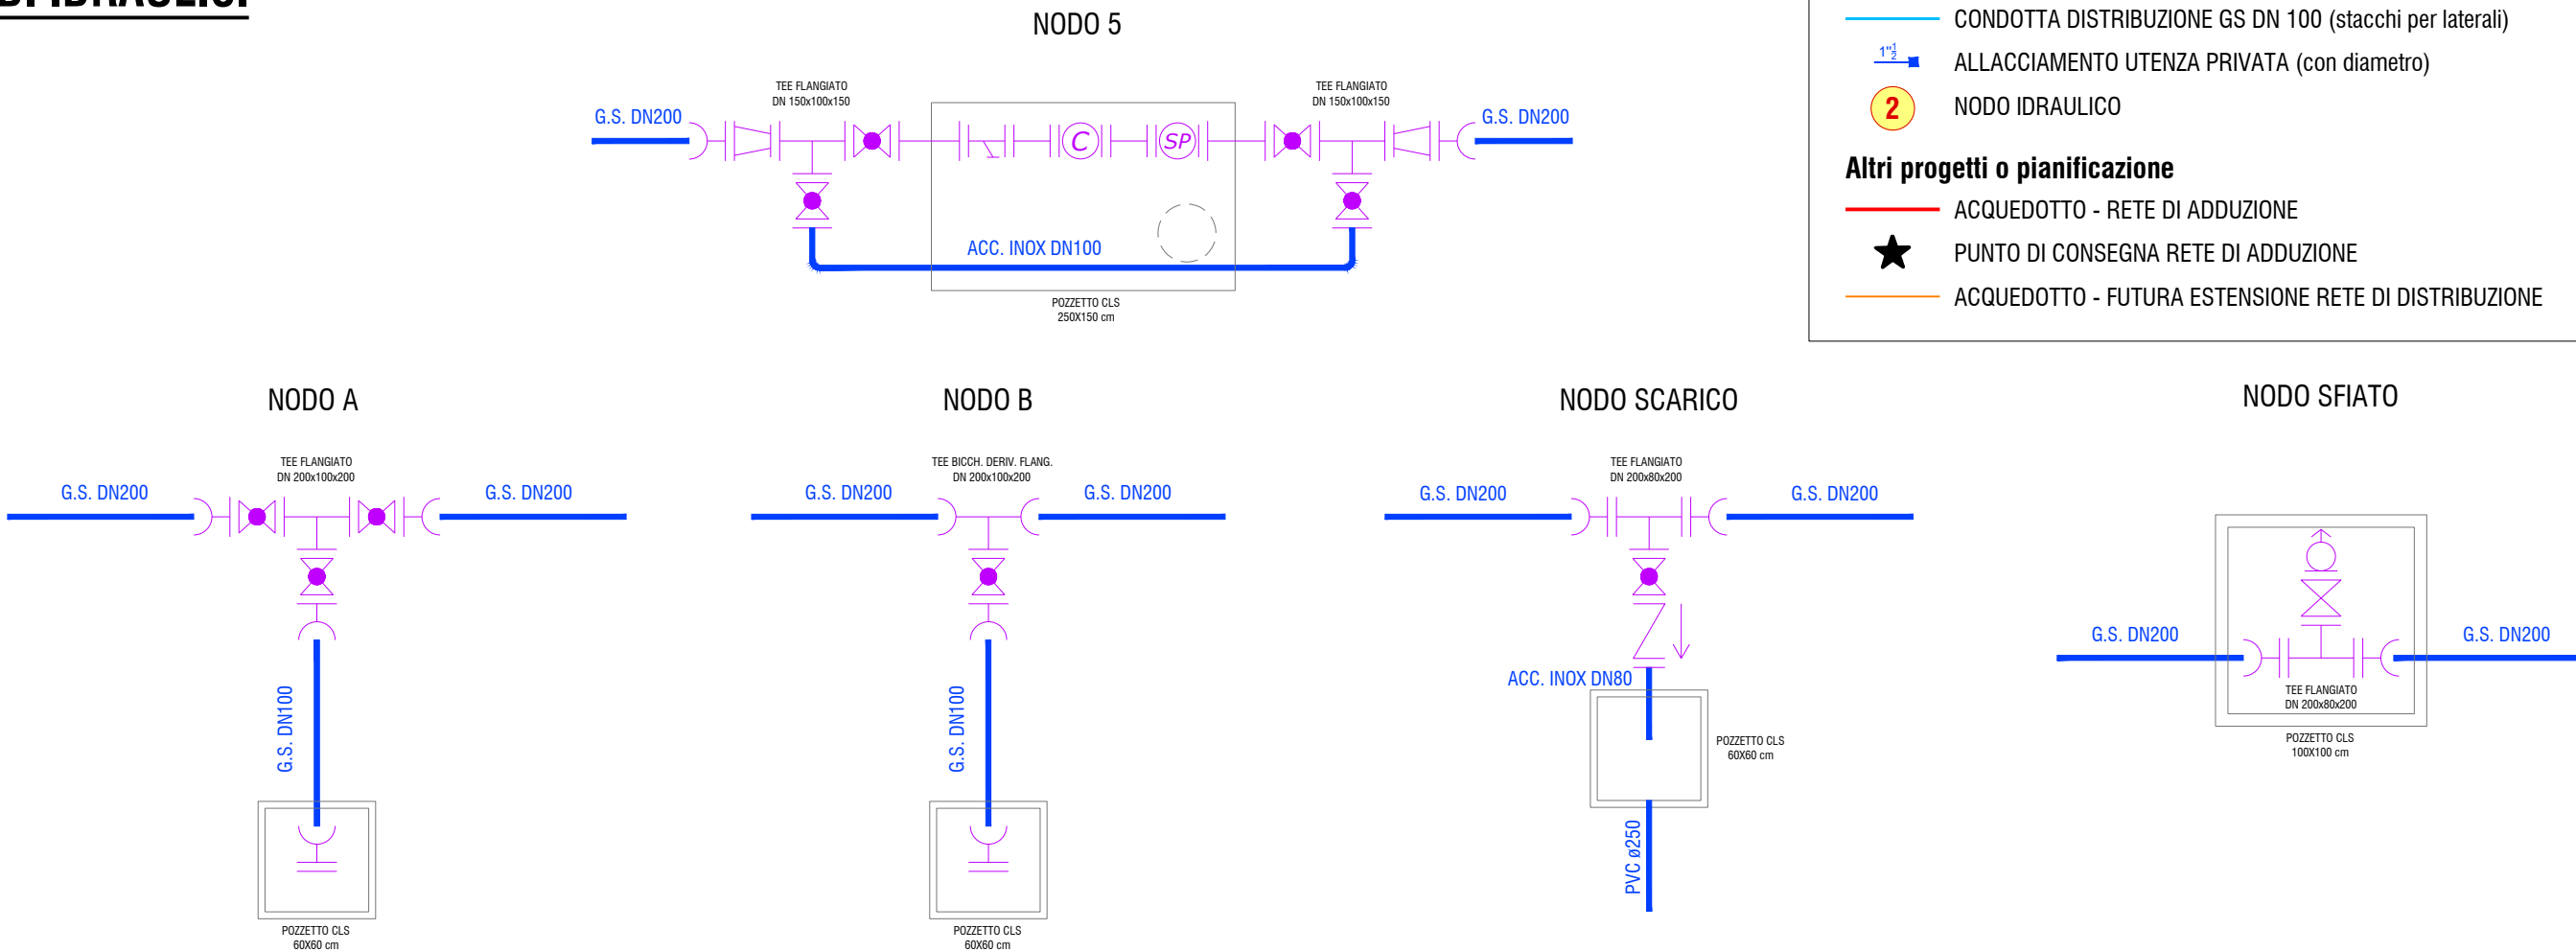 NODO 5
TEE FLANGIATO
DN 150x100x150
TEE FLANGIATO
DN 150x100x150
G.S. DN200
G.S. DN200
C
SP
ACC. INOX DN100
POZZETTO CLS
250X150 cm
CONDOTTA DISTRIBUZIONE GS DN 100 (stacchi per laterali)
1"½
ALLACCIAMENTO UTENZA PRIVATA (con diametro)
2
NODO IDRAULICO
Altri progetti o pianificazione
ACQUEDOTTO - RETE DI ADDUZIONE
PUNTO DI CONSEGNA RETE DI ADDUZIONE
ACQUEDOTTO - FUTURA ESTENSIONE RETE DI DISTRIBUZIONE
NODO A
TEE FLANGIATO
DN 200x100x200
G.S. DN200
G.S. DN200
G.S. DN100
POZZETTO CLS
60X60 cm
NODO B
TEE BICCH. DERIV. FLANG.
DN 200x100x200
G.S. DN200
G.S. DN200
G.S. DN100
POZZETTO CLS
60X60 cm
NODO SCARICO
TEE FLANGIATO
DN 200x80x200
G.S. DN200
G.S. DN200
ACC. INOX DN80
POZZETTO CLS
60X60 cm
PVC ø250
NODO SFIATO
G.S. DN200
G.S. DN200
TEE FLANGIATO
DN 200x80x200
POZZETTO CLS
100X100 cm